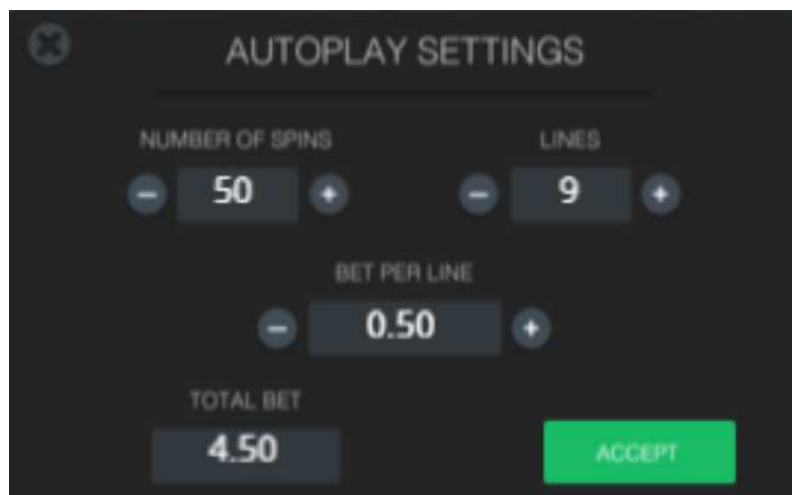 AUTOPLAY SETTINGS
NUMBER OF SPINS
LINES
50
9
BET PER LINE
0.50
TOTAL BET
4.50
ACCEPT